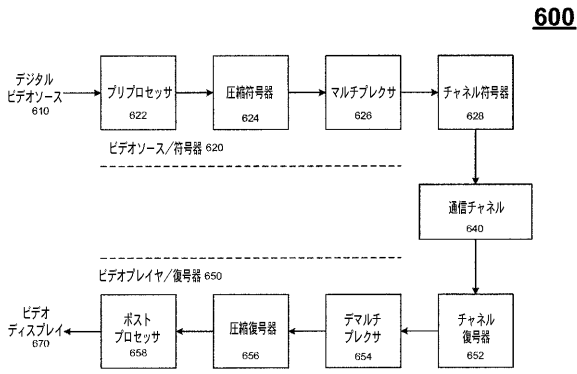 600
デジタル
ビデオソース
610
プリプロセッサ
622
圧縮符号器
624
マルチプレクサ
626
チャネル符号器
628
ビデオソース／符号器 620
通信チャネル
640
ビデオプレイヤ／復号器 650
ビデオ
ディスプレイ
670
ポスト
プロセッサ
658
圧縮復号器
656
デマルチ
プレクサ
654
チャネル
復号器
652